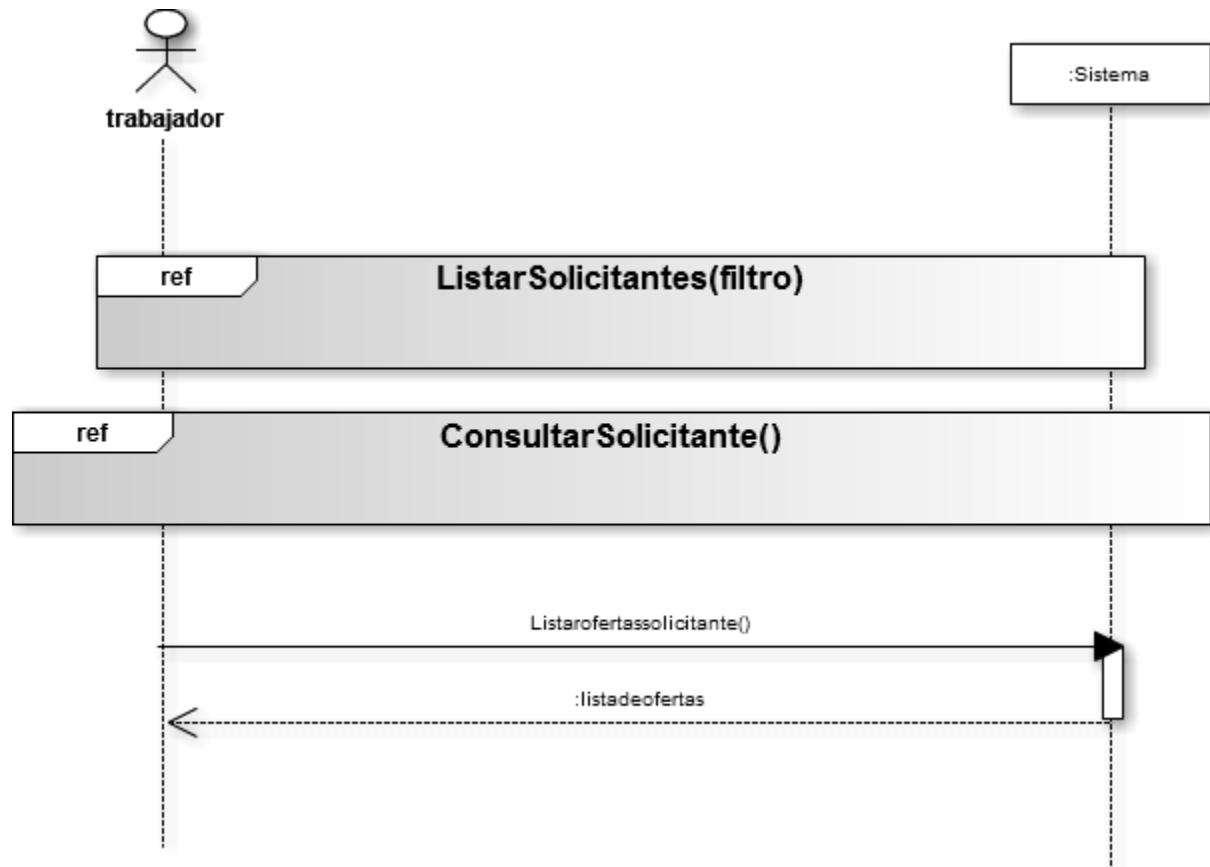 trabajador
:Sistema
ref
ListarSolicitantes(filtro)
ref
ConsultarSolicitante()
Listarofertassolicitante()
:listadeofertas